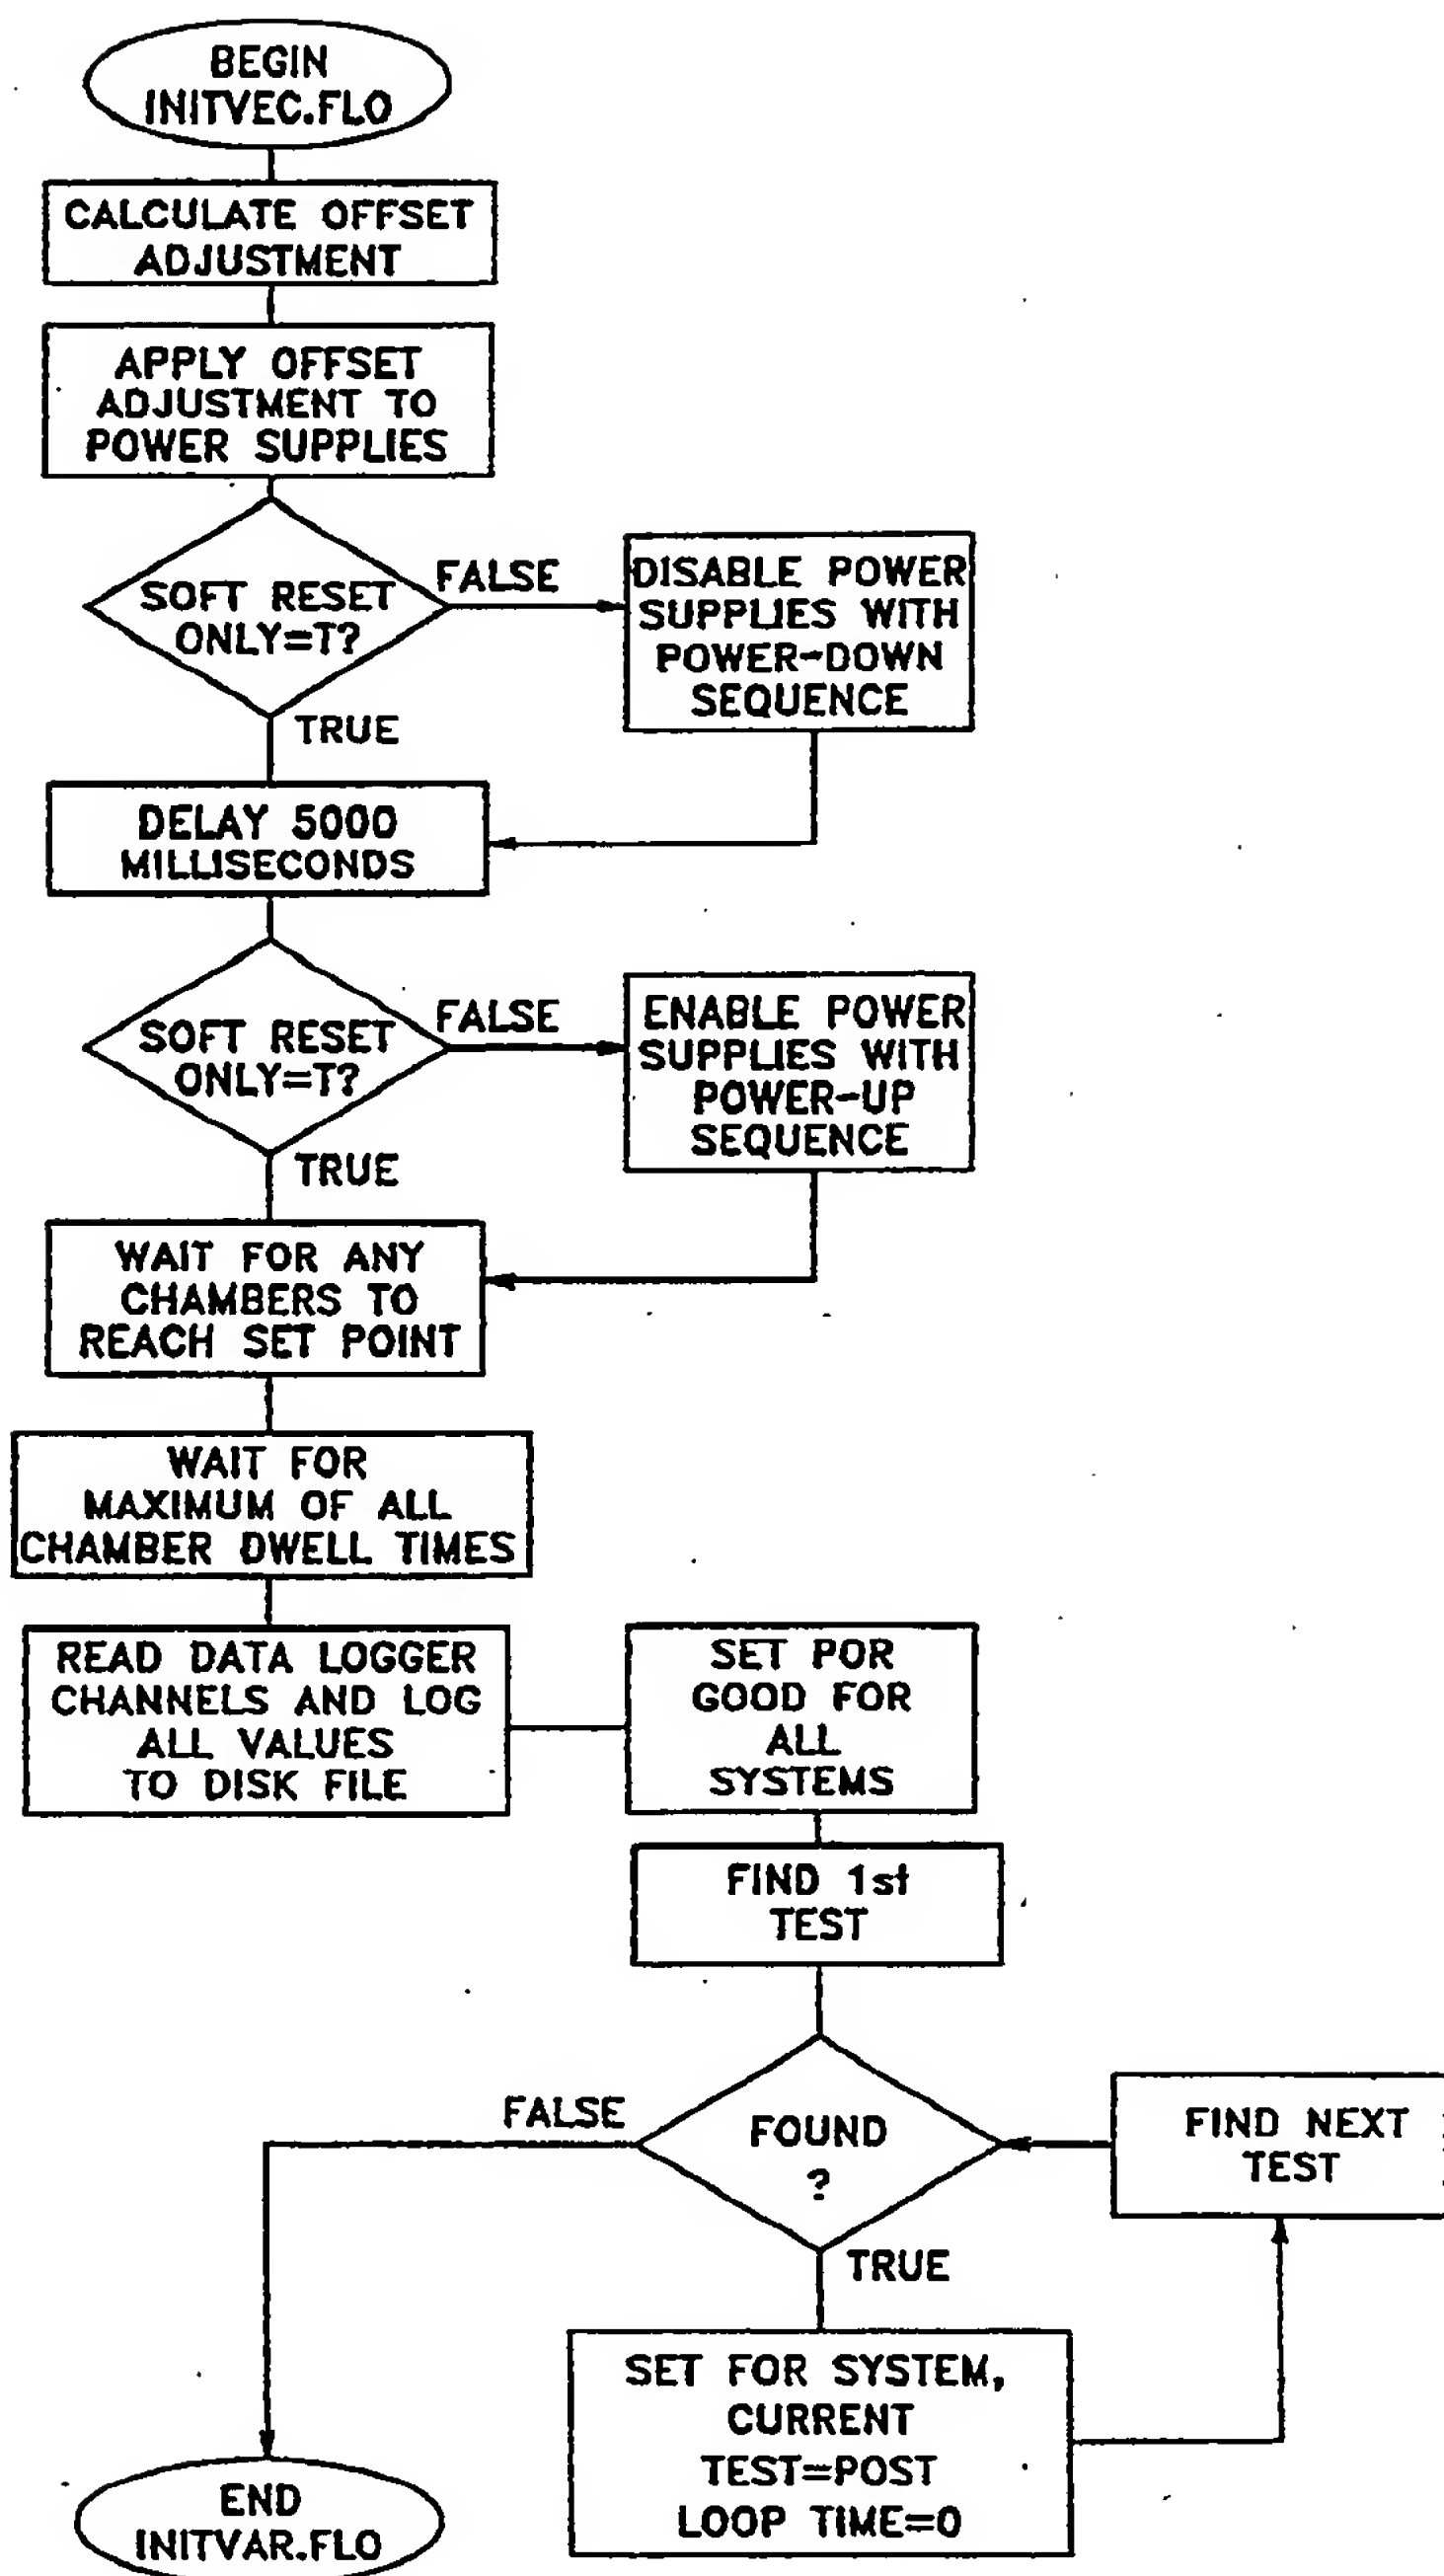 BEGIN
INITVEC.FLO
CALCULATE OFFSET
ADJUSTMENT
APPLY OFFSET
ADJUSTMENT TO
POWER SUPPLIES
SOFT RESET
ONLY=T?
FALSE
DISABLE POWER
SUPPLIES WITH
POWER-DOWN
SEQUENCE
TRUE
DELAY 5000
MILLISECONDS
SOFT RESET
ONLY=T?
FALSE
ENABLE POWER
SUPPLIES WITH
POWER-UP
SEQUENCE
TRUE
WAIT FOR ANY
CHAMBERS TO
REACH SET POINT
WAIT FOR
MAXIMUM OF ALL
CHAMBER DWELL TIMES
READ DATA LOGGER
CHANNELS AND LOG
ALL VALUES
TO DISK FILE
SET POR
GOOD FOR
ALL
SYSTEMS
FIND 1st
TEST
FOUND
?
FALSE
FIND NEXT
TEST
TRUE
SET FOR SYSTEM,
CURRENT
TEST=POST
LOOP TIME=0
END
INITVAR.FLO